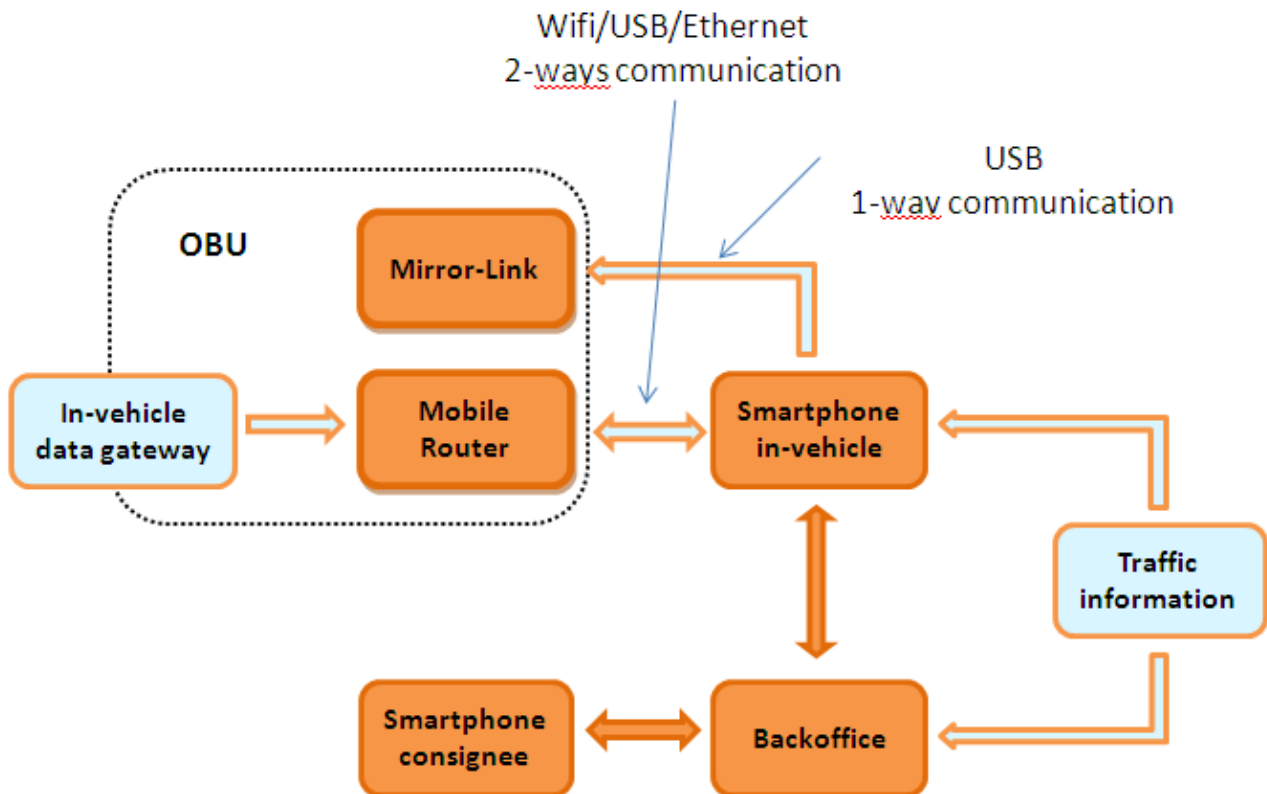 Wifi/USB/Ethernet
2-ways communication
USB
1-way communication
OBU
Mirror-Link
In-vehicle
data gateway
Mobile
Router
Smartphone
in-vehicle
Traffic
information
Smartphone
consignee
Backoffice